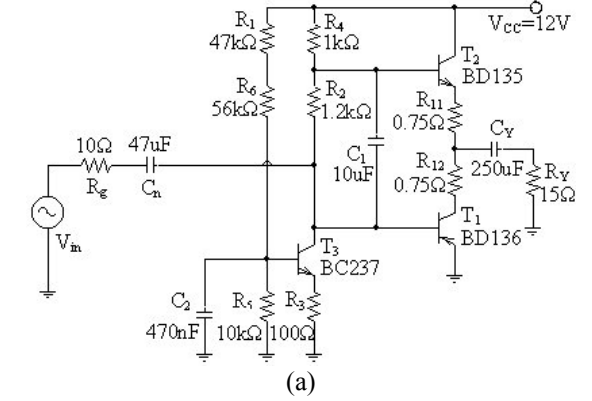 R1
47kΩ
R4
1kΩ
VCC=12V
T2
BD135
R6
56kΩ
R2
1.2kΩ
R11
0.75Ω
CY
250uF
RY
15Ω
10Ω
Rg
47uF
Cn
C1
10uF
R12
0.75Ω
T1
BD136
Vin
T3
BC237
C2
470nF
R5
10kΩ
R3
100Ω
(a)